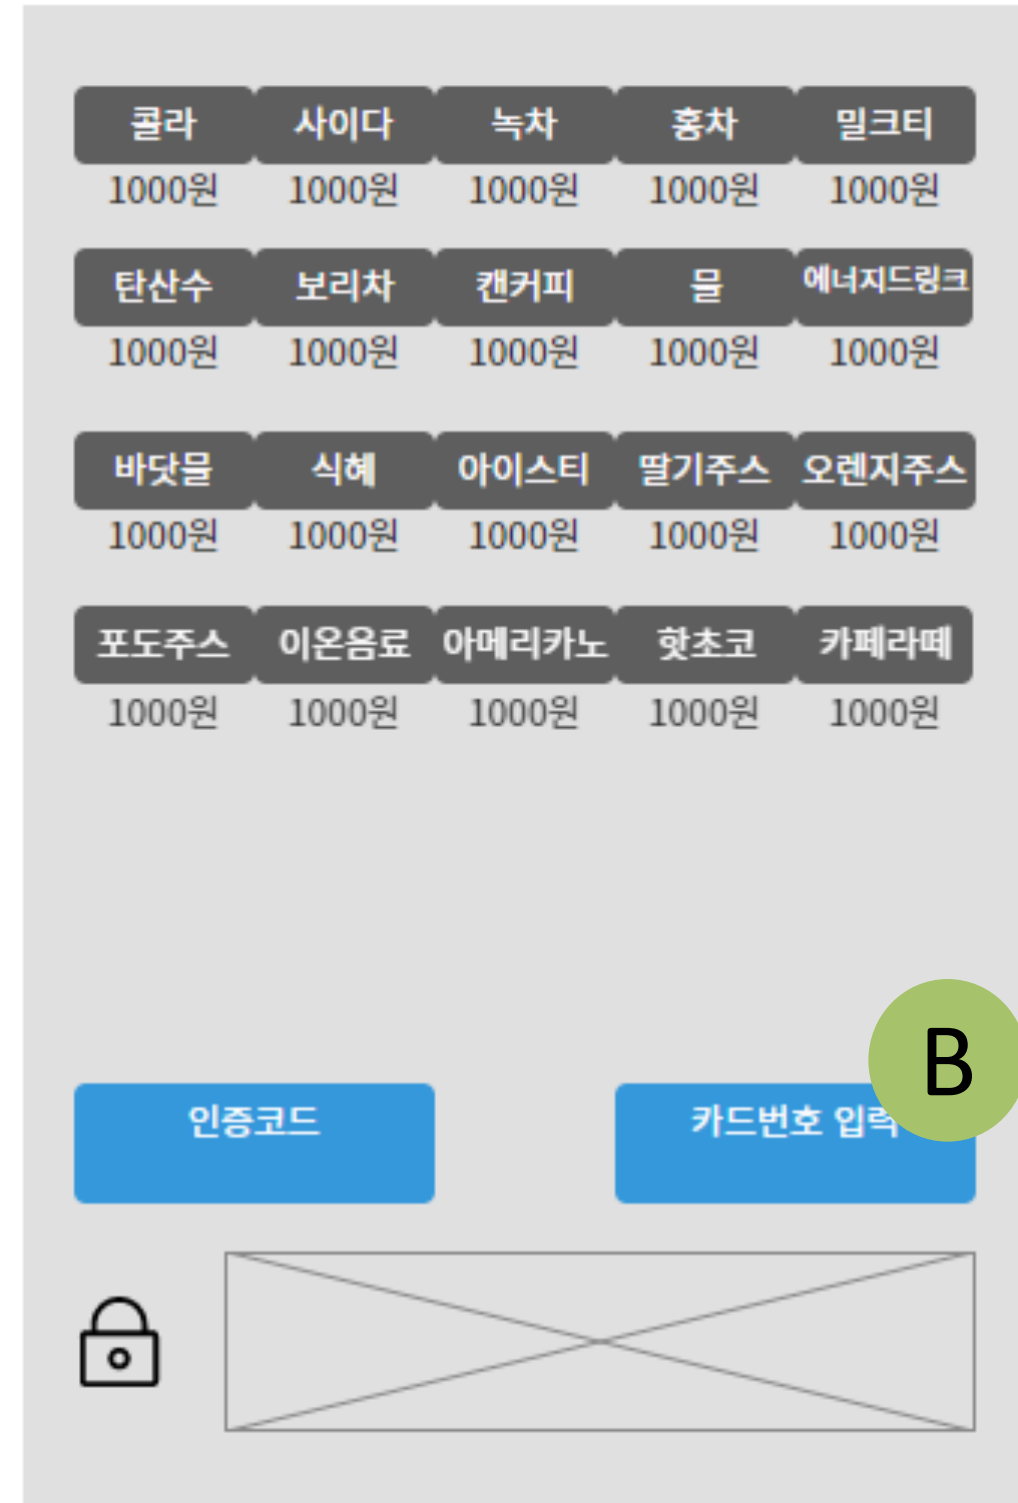 콜라 사이다 녹차 홍차 밀크티
1000원 1000원 1000원 1000원 1000원
탄산수 보리차 캔커피 믈 에너지드링크
1000원 1000원 1000원 1000원 1000원
바닷믈 식혜 아이스티 딸기주스 오렌지주스
1000원 1000원 1000원 1000원 1000원
포도주스 이온음료 아메리카노 핫초코 카페라떼
1000원 1000원 1000원 1000원 1000원
B
인증코드 카드번호 입력